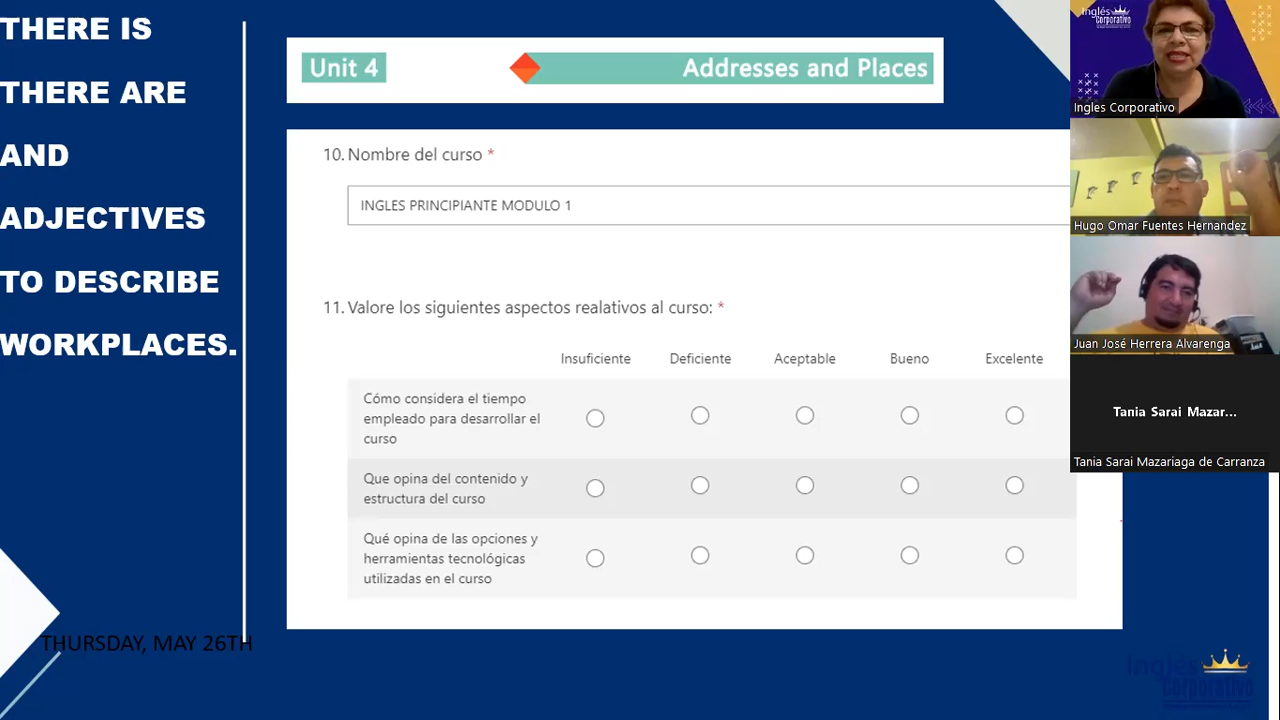 THERE IS
THERE ARE
AND
ADJECTIVES
TO DESCRIBE
WORKPLACES.
THURSDAY, MAY 26TH
Unit 4
Addresses and Places
10. Nombre del curso *
INGLES PRINCIPIANTE MODULO 1
11. Valore los siguientes aspectos realativos al curso: *
Insuficiente Deficiente Aceptable Bueno Excelente
Cómo considera el tiempo
empleado para desarrollar el
curso
Que opina del contenido y
estructura del curso
Qué opina de las opciones y
herramientas tecnológicas
utilizadas en el curso
Inglés
Corporativo
Ingles Corporativo
Hugo Omar Fuentes Hernandez
Juan José Herrera Alvarenga
Tania Sarai Mazar...
Tania Sarai Mazariaga de Carranza
Inglés
Corporativo